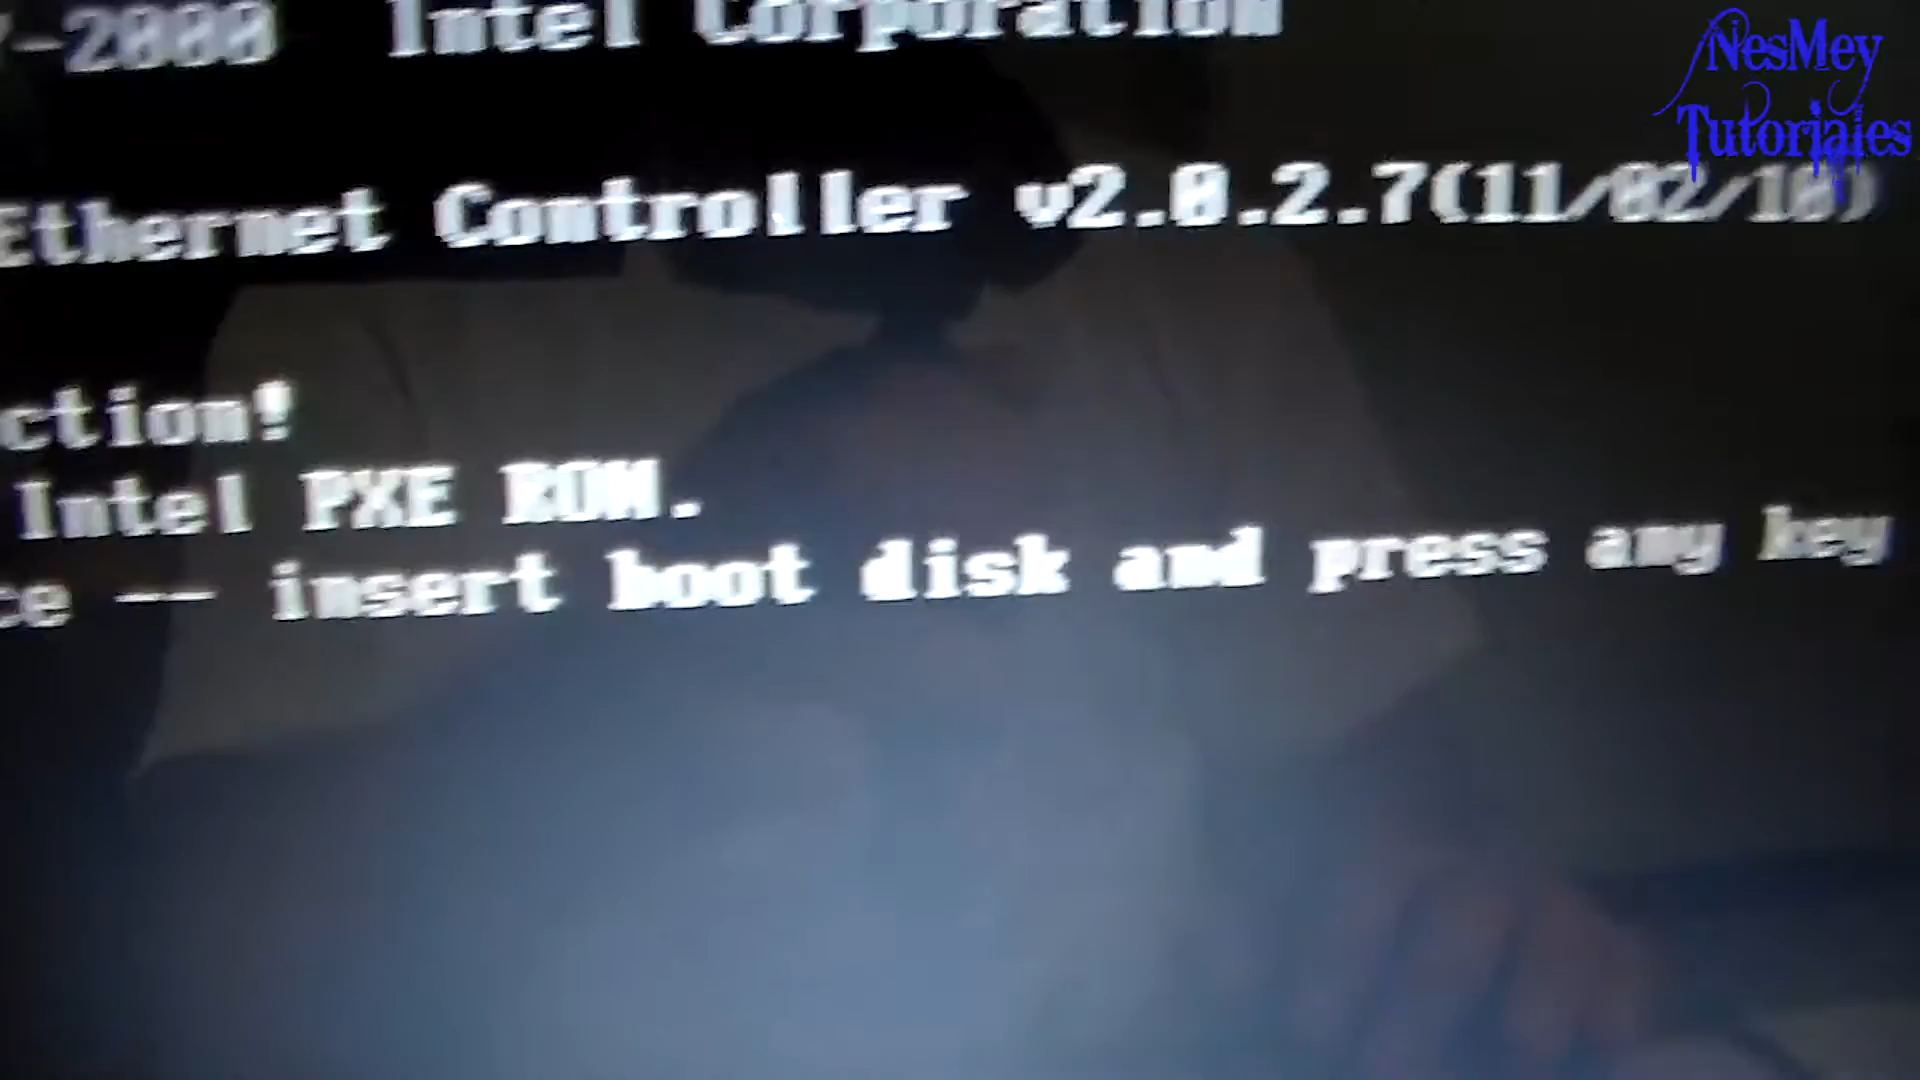 -2000 Intel Corporation
NesMey
Tutoriales
Ethernet Controller v2.0.2.7(11/02/10)
ction!
Intel PXE ROM.
ce -- insert boot disk and press any key